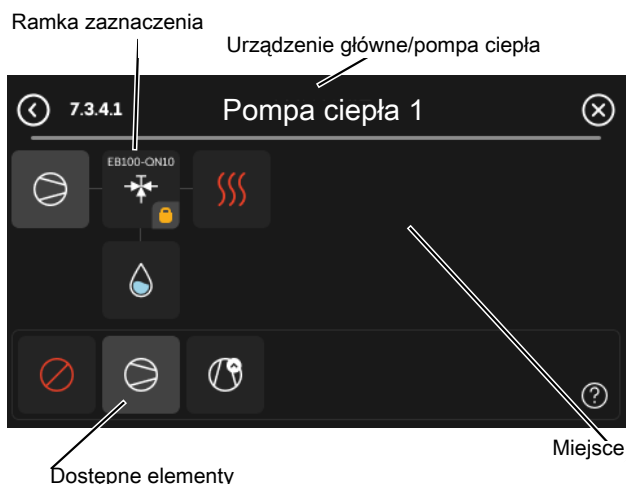 Ramka zaznaczenia
Urządzenie główne/pompa ciepła
7.3.4.1
Pompa ciepła 1
EB100-QN10
?
Miejsce
Dostępne elementy